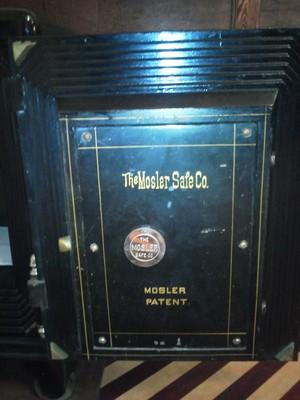 The Mosler Safe Co.
THE
MOSLER
SAFE CO
MOSLER
PATENT.